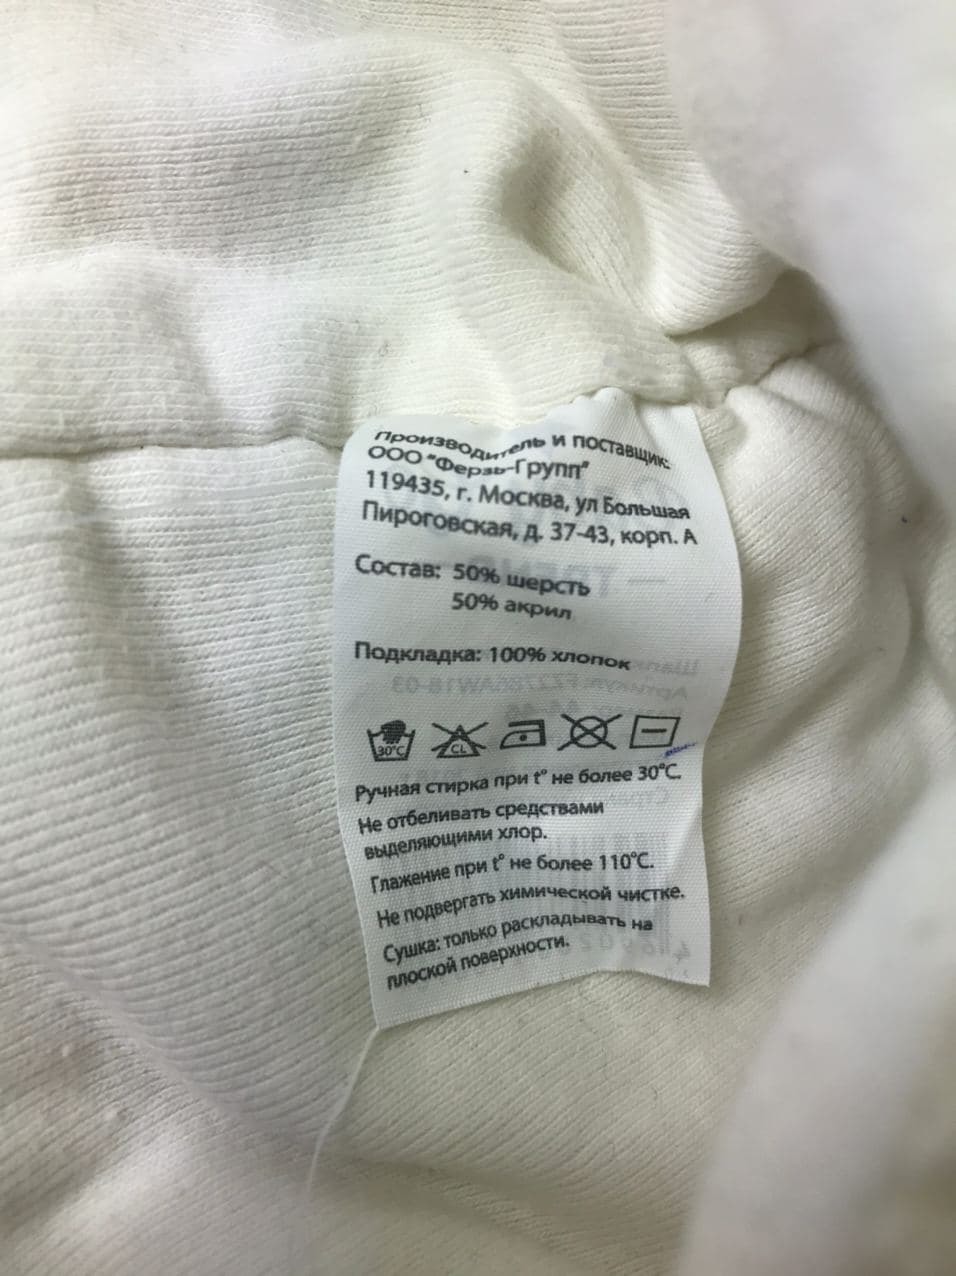 Производитель и поставщик:
ООО "Ферзь-Групп"
119435, г. Москва, ул Большая
Пироговская, д. 37-43, корп. А
Состав: 50% шерсть
50% акрил
Подкладка: 100% хлопок
30°C CL
Ручная стирка при t° не более 30°C.
Не отбеливать средствами
выделяющими хлор.
Глажение при t° не более 110°C.
Не подвергать химической чистке.
Сушка: только раскладывать на
плоской поверхности.